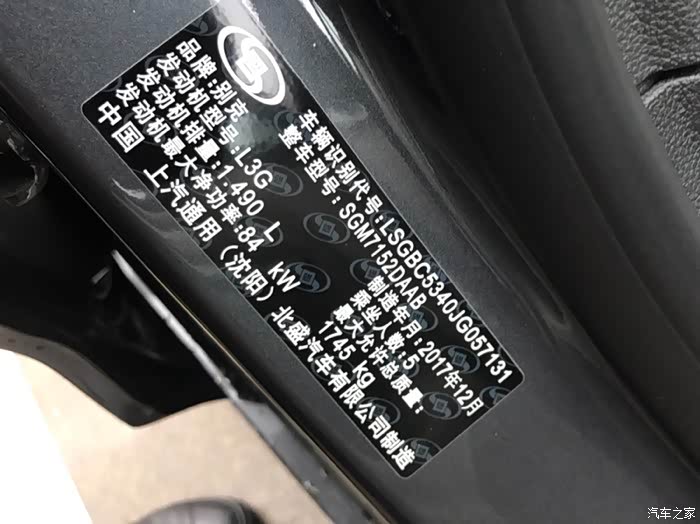 品牌:别克
车辆识别代号:LSGBC5340JG057131
发动机型号:L3G
整车型号:SGM7152DAAB
发动机排量:1.490 L
制造年月:2017年12月
发动机最大净功率:84 kW
乘坐人数:5
最大允许总质量:
1745 kg
中国 上汽通用(沈阳)北盛汽车有限公司制造
汽车之家